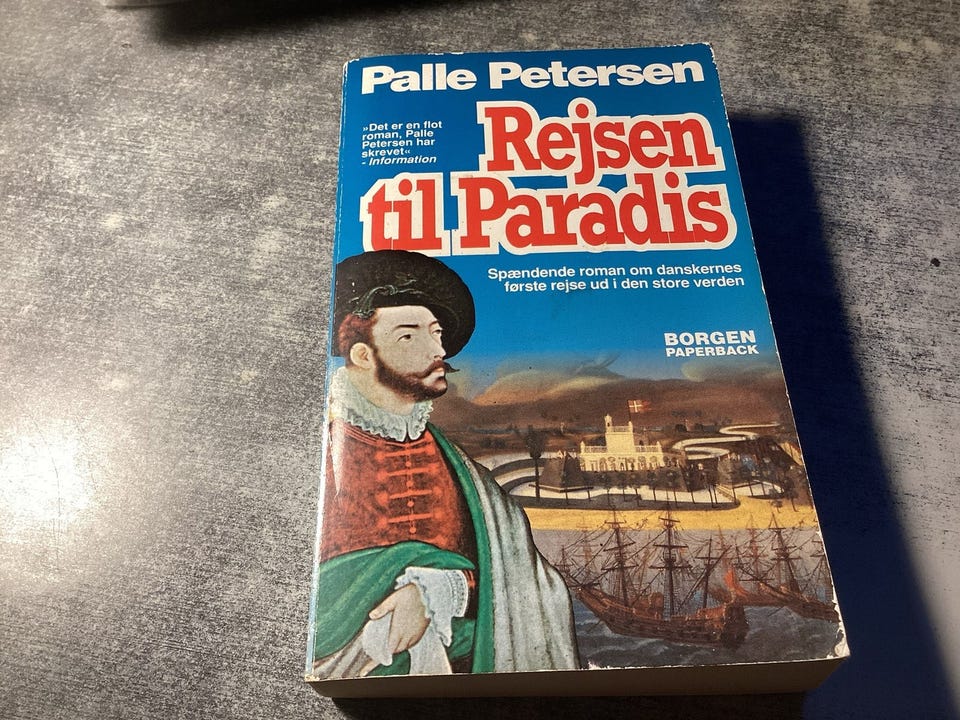 Palle Petersen
»Det er en flot
roman, Palle
Petersen har
skrevet«
- Information
Rejsen
til Paradis
Spændende roman om danskernes
første rejse ud i den store verden
BORGEN
PAPERBACK